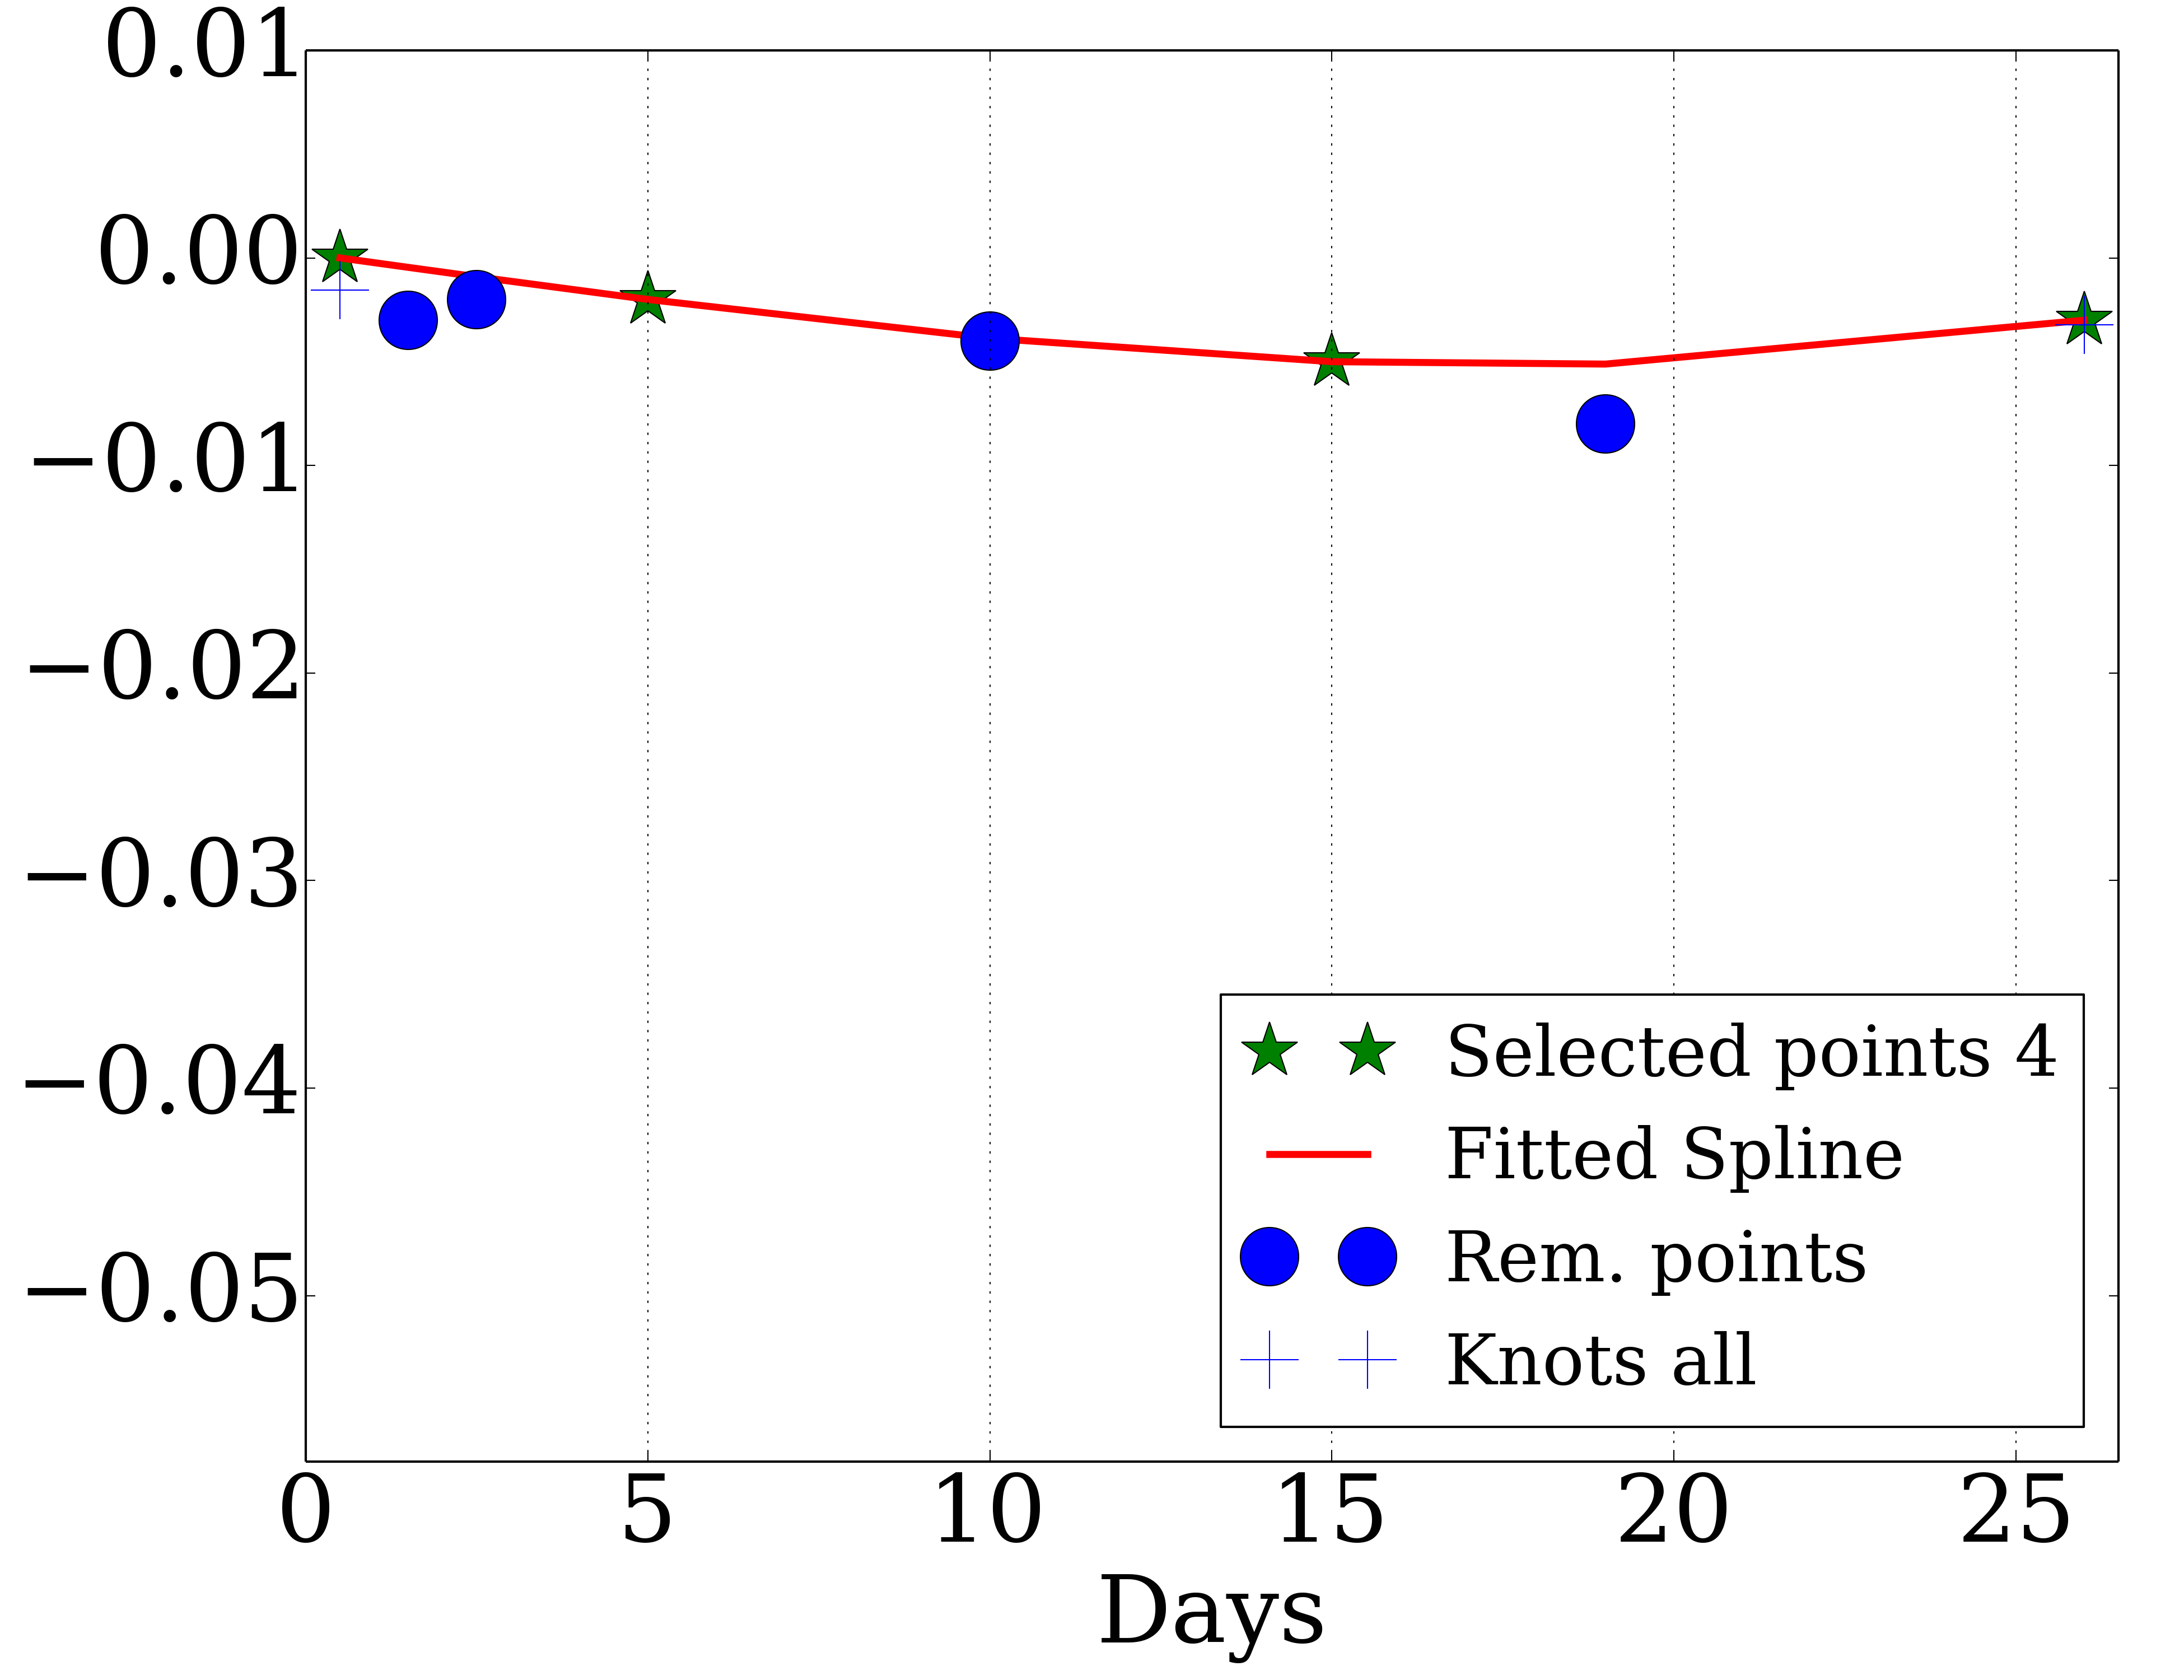 0.01
0.00
−0.01
−0.02
−0.03
−0.04
−0.05
Selected points 4
Fitted Spline
Rem. points
Knots all
0 5 10 15 20 25
Days